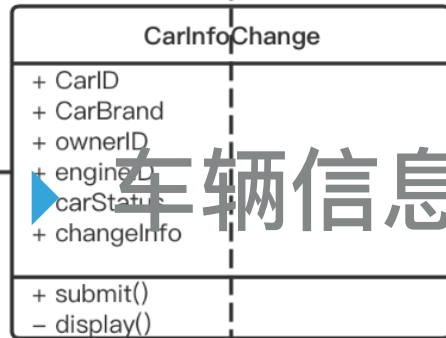 CarInfoChange
+ CarID
+ CarBrand
+ ownerID
+ engineID
carStatus
+ changeInfo
车辆信息
+ submit()
– display()